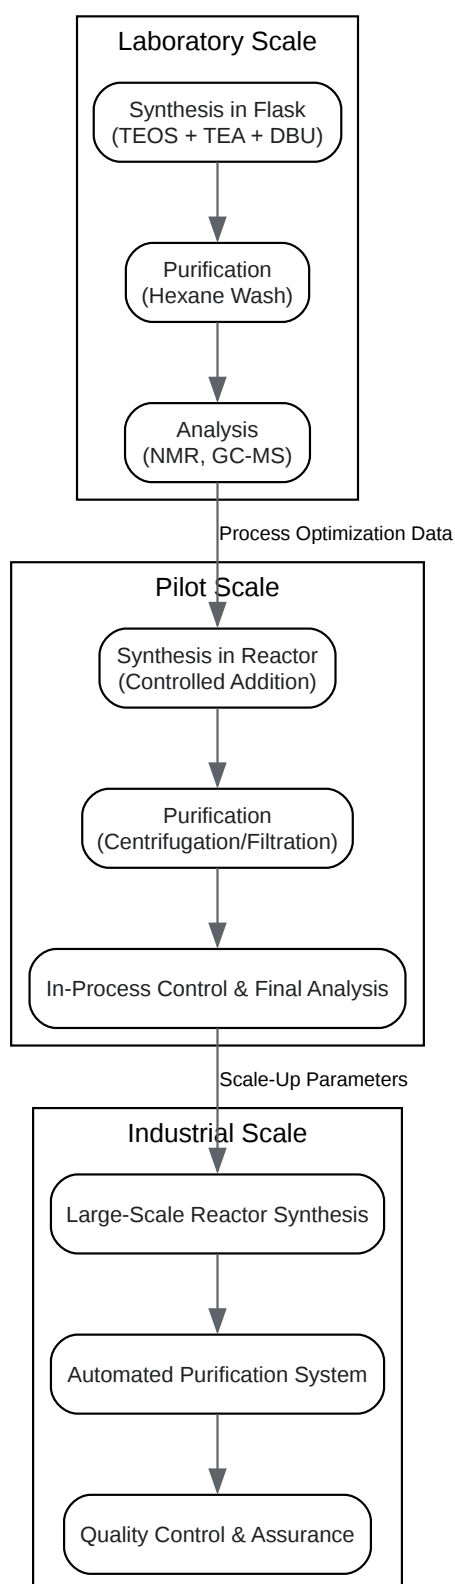 Laboratory Scale
Synthesis in Flask
(TEOS + TEA + DBU)
Purification
(Hexane Wash)
Analysis
(NMR, GC-MS)
Process Optimization Data
Pilot Scale
Synthesis in Reactor
(Controlled Addition)
Purification
(Centrifugation/Filtration)
In-Process Control & Final Analysis
Scale-Up Parameters
Industrial Scale
Large-Scale Reactor Synthesis
Automated Purification System
Quality Control & Assurance